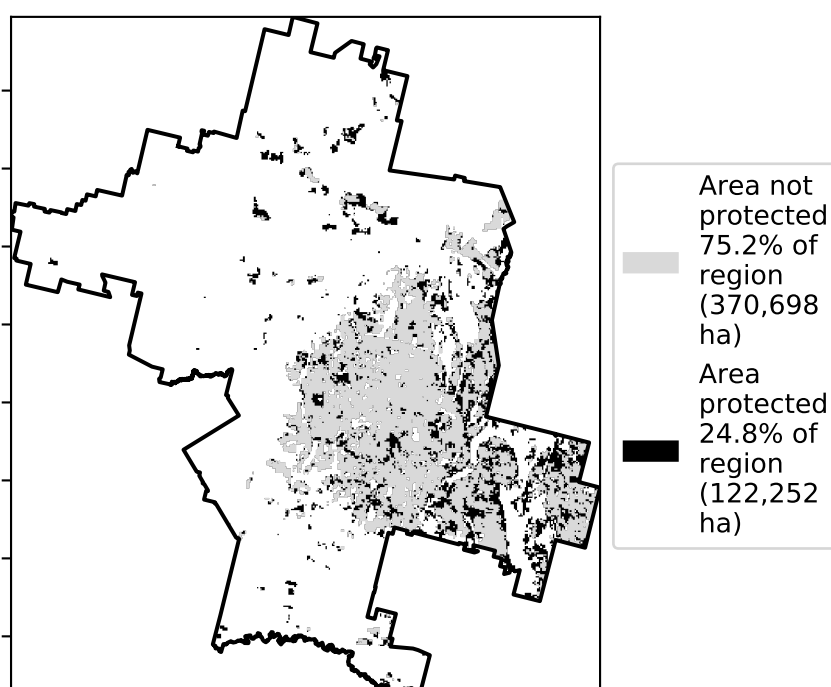 Area not
protected
75.2% of
region
(370,698
ha)
Area
protected
24.8% of
region
(122,252
ha)